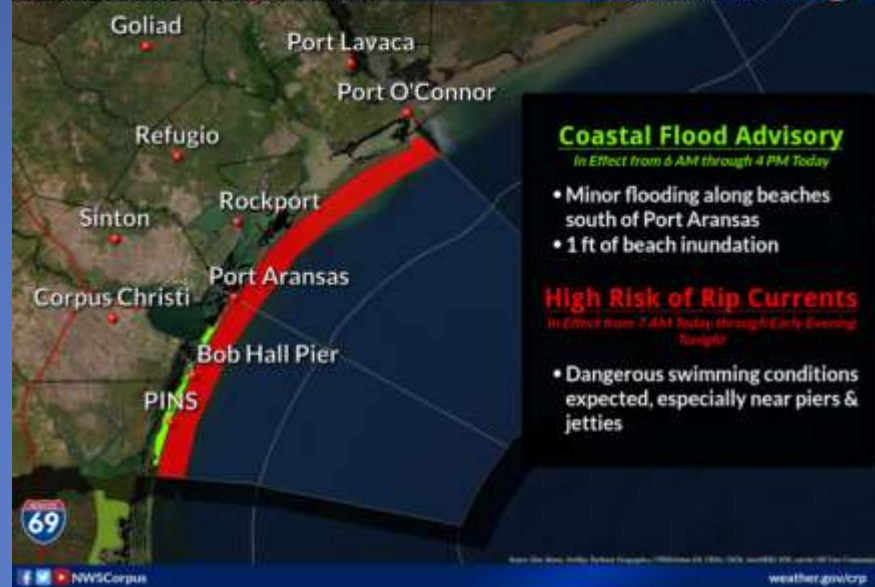 Goliad
Port Lavaca
Port O'Connor
Refugio
Rockport
Sinton
Port Aransas
Corpus Christi
Bob Hall Pier
PINS
69
Coastal Flood Advisory
In Effect from 6 AM through 4 PM Today
• Minor flooding along beaches
south of Port Aransas
• 1 ft of beach inundation
High Risk of Rip Currents
In Effect from 7 AM Today through Early Evening
Tonight
• Dangerous swimming conditions
expected, especially near piers &
jetties
NWSCorpus
weather.gov/crp